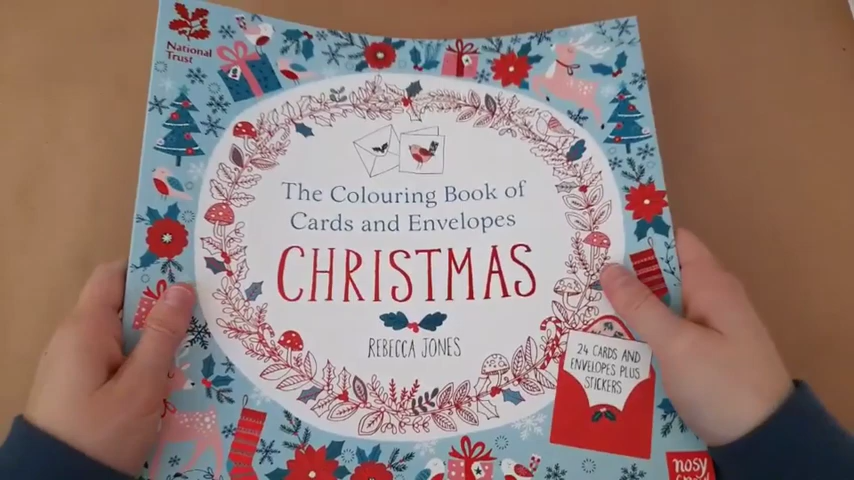 National
Trust
The Colouring Book of
Cards and Envelopes
CHRISTMAS
REBECCA JONES
24 CARDS AND
ENVELOPES PLUS
STICKERS
nosy